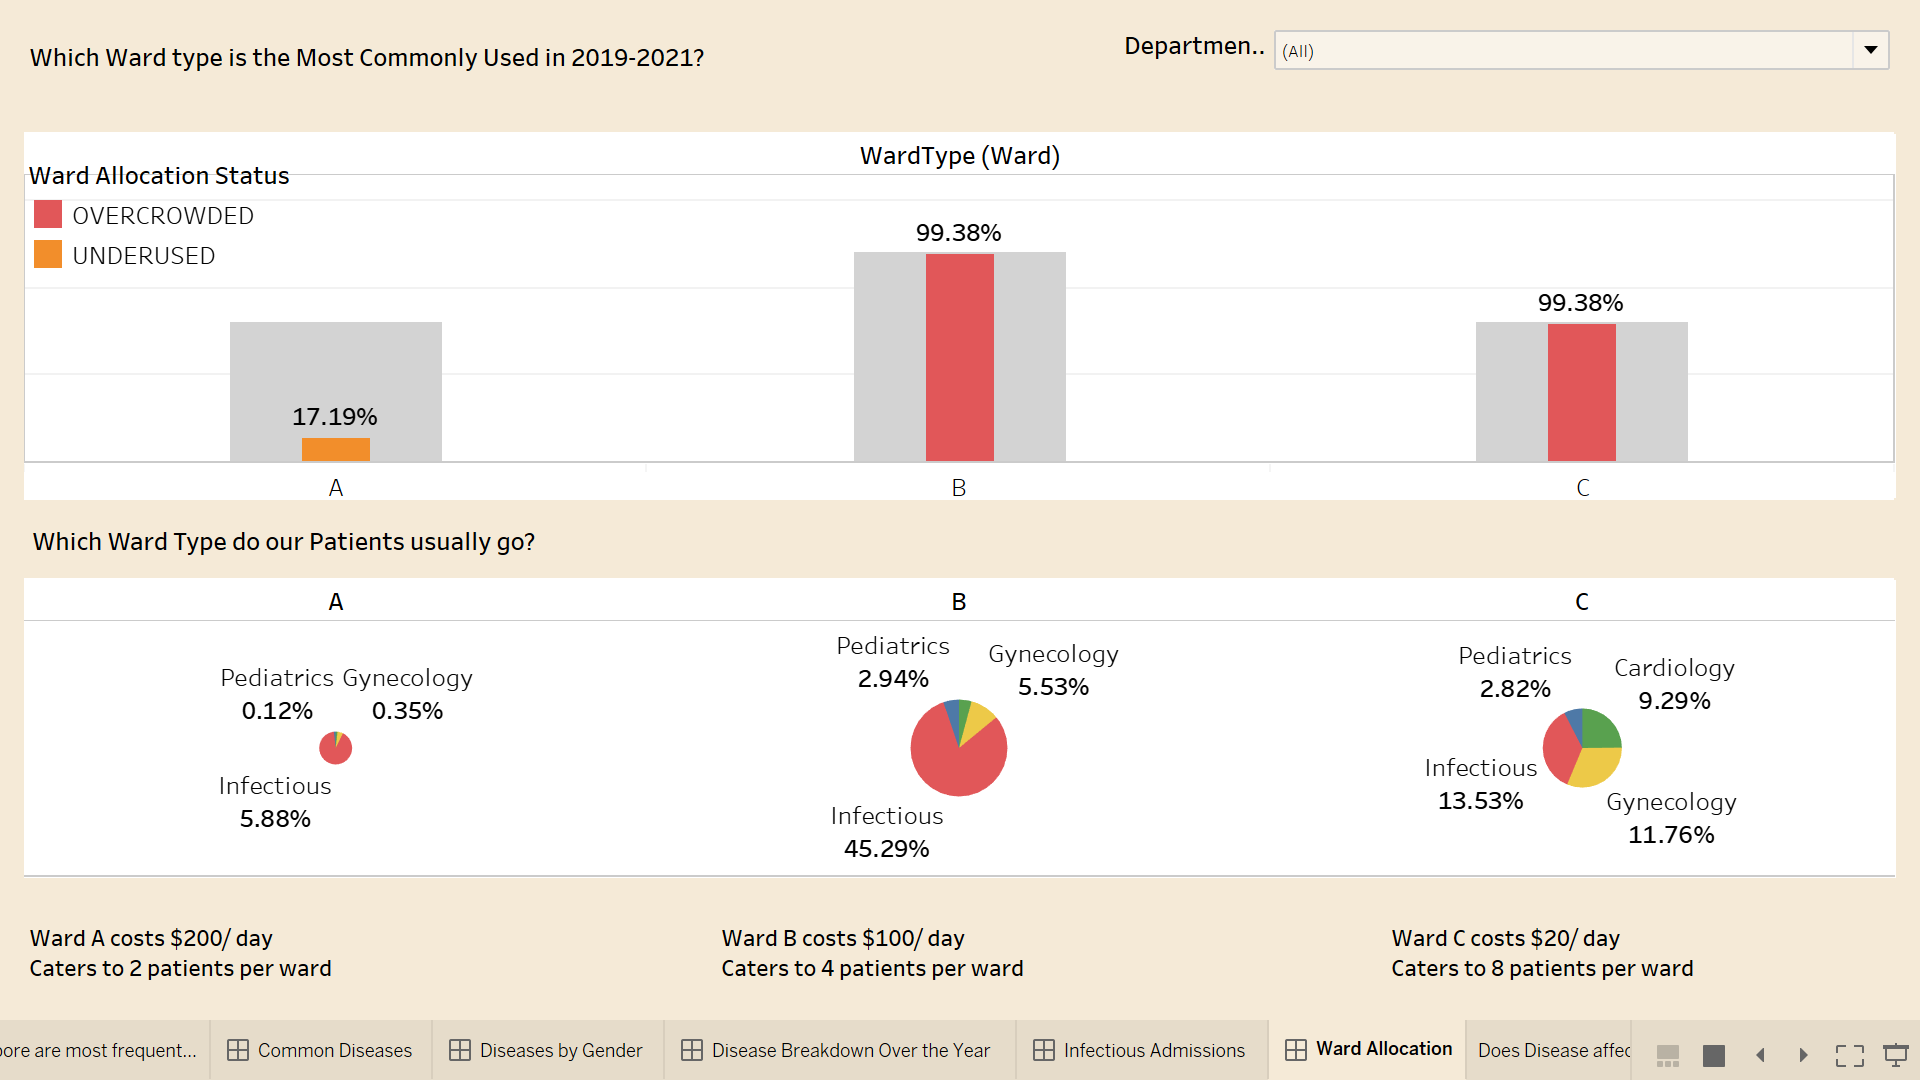 Which Ward type is the Most Commonly Used in 2019-2021?
Departmen..
(All)
WardType (Ward)
Ward Allocation Status
OVERCROWDED
UNDERUSED
17.19%
99.38%
99.38%
A
B
C
Which Ward Type do our Patients usually go?
A
B
C
Pediatrics
0.12%
Gynecology
0.35%
Infectious
5.88%
Pediatrics
2.94%
Gynecology
5.53%
Infectious
45.29%
Pediatrics
2.82%
Cardiology
9.29%
Infectious
13.53%
Gynecology
11.76%
Ward A costs $200/ day
Caters to 2 patients per ward
Ward B costs $100/ day
Caters to 4 patients per ward
Ward C costs $20/ day
Caters to 8 patients per ward
pore are most frequent...
Common Diseases
Diseases by Gender
Disease Breakdown Over the Year
Infectious Admissions
Ward Allocation
Does Disease affec